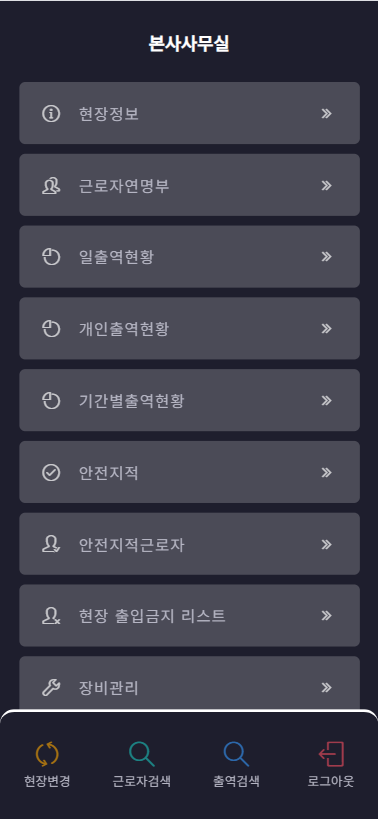 본사사무실
현장정보
근로자연명부
일출역현황
개인출역현황
기간별출역현황
안전지적
안전지적근로자
현장 출입금지 리스트
장비관리
현장변경
근로자검색
출역검색
로그아웃